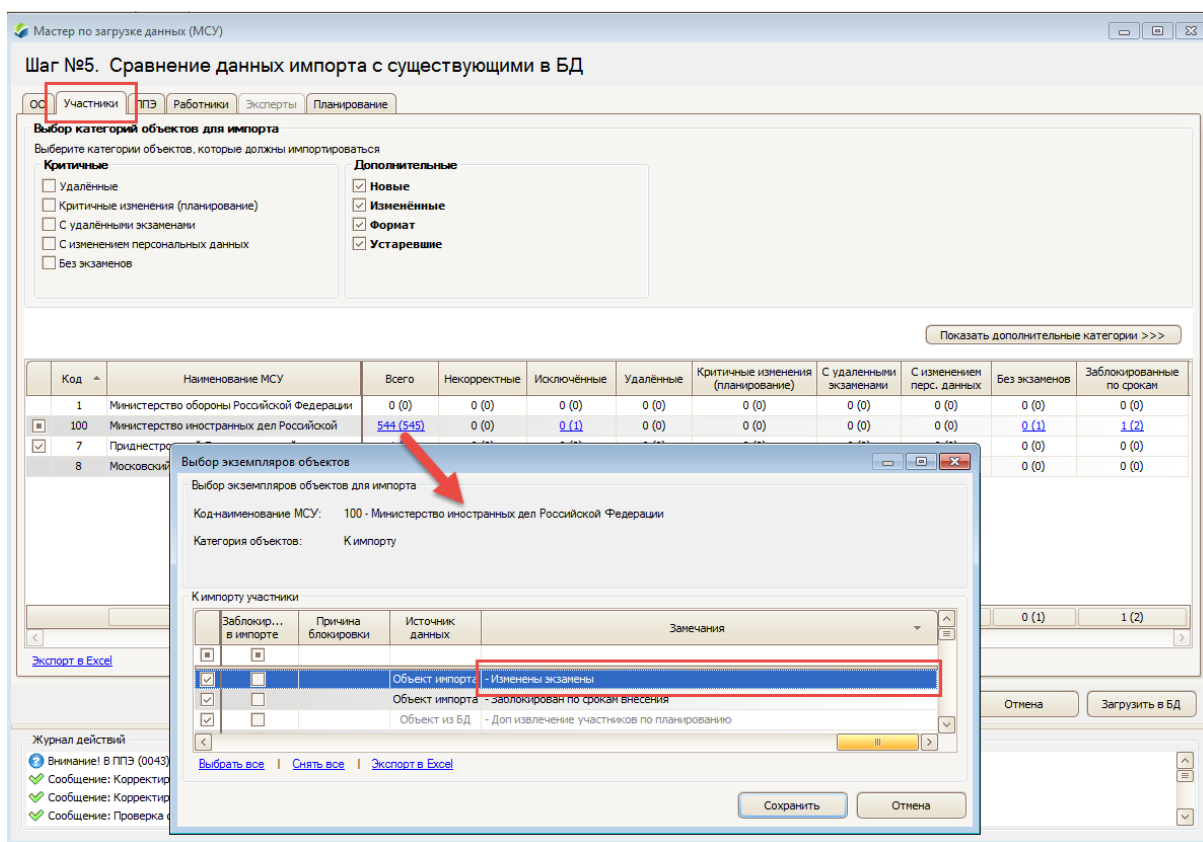 Мастер по загрузке данных (МСУ)
Шаг №5. Сравнение данных импорта с существующими в БД
ОО Участники ППЭ Работники Эксперты Планирование
Выбор категорий объектов для импорта
Выберите категории объектов, которые должны импортироваться
Критичные Дополнительные
Удалённые Новые
Критичные изменения (планирование) Изменённые
С удалёнными экзаменами Формат
С изменением персональных данных Устаревшие
Без экзаменов
Показать дополнительные категории >>>
Код Наименование МСУ Всего Некорректные Исключённые Удалённые Критичные изменения (планирование) С удаленными экзаменами С изменением перс. данных Без экзаменов Заблокированные по срокам
1 Министерство обороны Российской Федерации 0 (0) 0 (0) 0 (0) 0 (0) 0 (0) 0 (0) 0 (0) 0 (0) 0 (0)
100 Министерство иностранных дел Российской 544 (545) 0 (0) 0 (1) 0 (0) 0 (0) 0 (0) 0 (0) 0 (1) 1 (2)
7 0 (0) 0 (0)
8 Московский 0 (0) 0 (0)
Выбор экземпляров объектов
Выбор экземпляров объектов для импорта
Код-наименование МСУ: 100 - Министерство иностранных дел Российской Федерации
Категория объектов: К импорту
К импорту участники
Заблокир... в импорте Причина блокировки Источник данных Замечания
Объект импорта - Изменены экзамены
Объект импорта - Заблокирован по срокам внесения
Объект из БД - Доп извлечение участников по планированию
Выбрать все | Снять все | Экспорт в Excel
Сохранить Отмена
0 (1) 1 (2)
Экспорт в Excel
Отмена Загрузить в БД
Журнал действий
Внимание! В ППЭ (0043)
Сообщение: Корректир
Сообщение: Корректир
Сообщение: Проверка